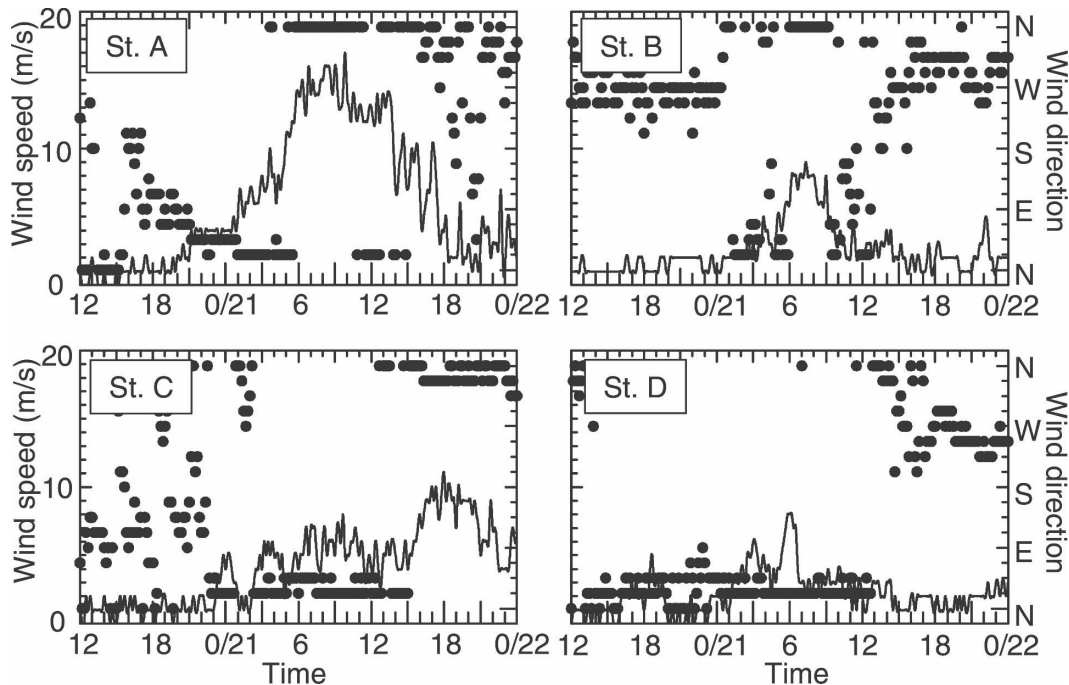 St. A
St. B
20
10
0
Wind speed (m/s)
N
W
S
E
N
Wind direction
12 18 0/21 6 12 18 0/22
12 18 0/21 6 12 18 0/22
St. C
St. D
20
10
0
Wind speed (m/s)
N
W
S
E
N
Wind direction
12 18 0/21 6 12 18 0/22
12 18 0/21 6 12 18 0/22
Time
Time